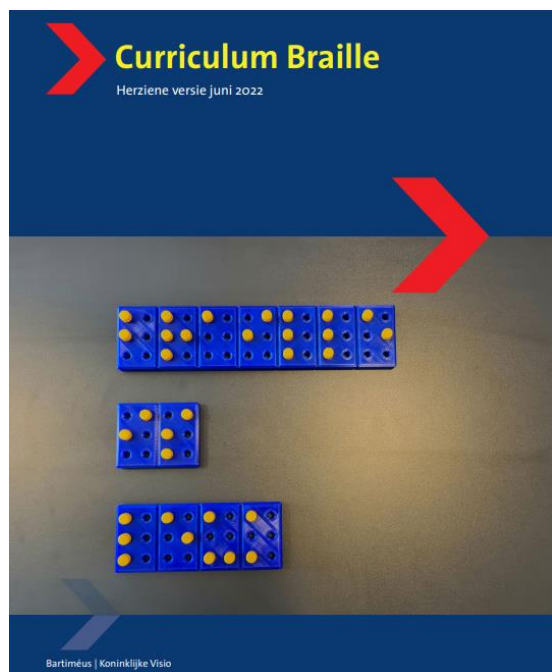 Curriculum Braille
Herziene versie juni 2022
⠃⠗⠁⠊⠇⠇⠑
⠊⠎
⠇⠑⠥⠅
Bartiméus | Koninklijke Visio